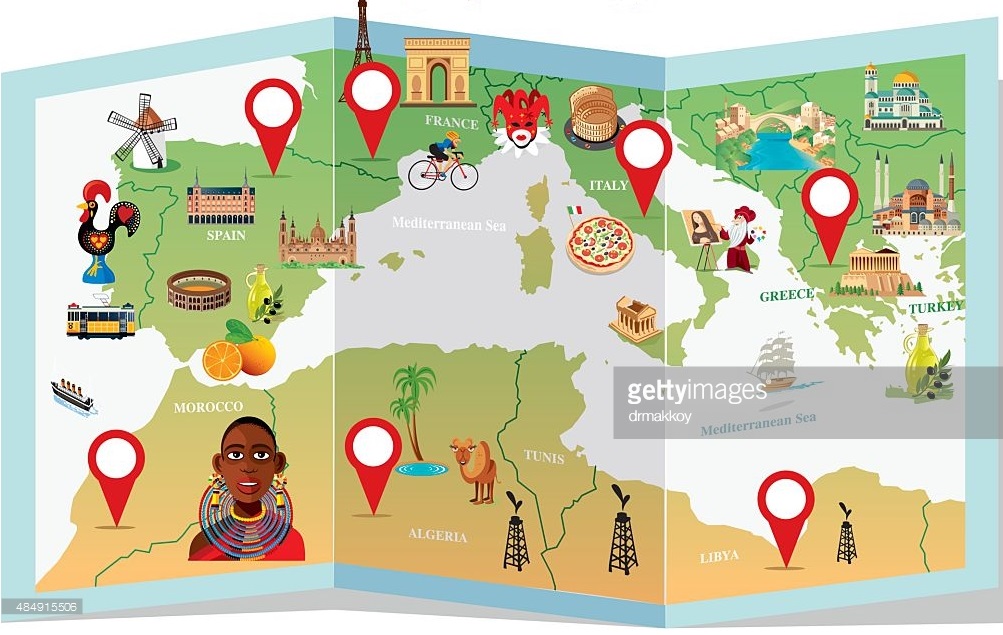 FRANCE
ITALY
SPAIN
Mediterranean Sea
GREECE
TURKEY
gettyimages
drmakkoy
Mediterranean Sea
MOROCCO
TUNIS
ALGERIA
LIBYA
484915506